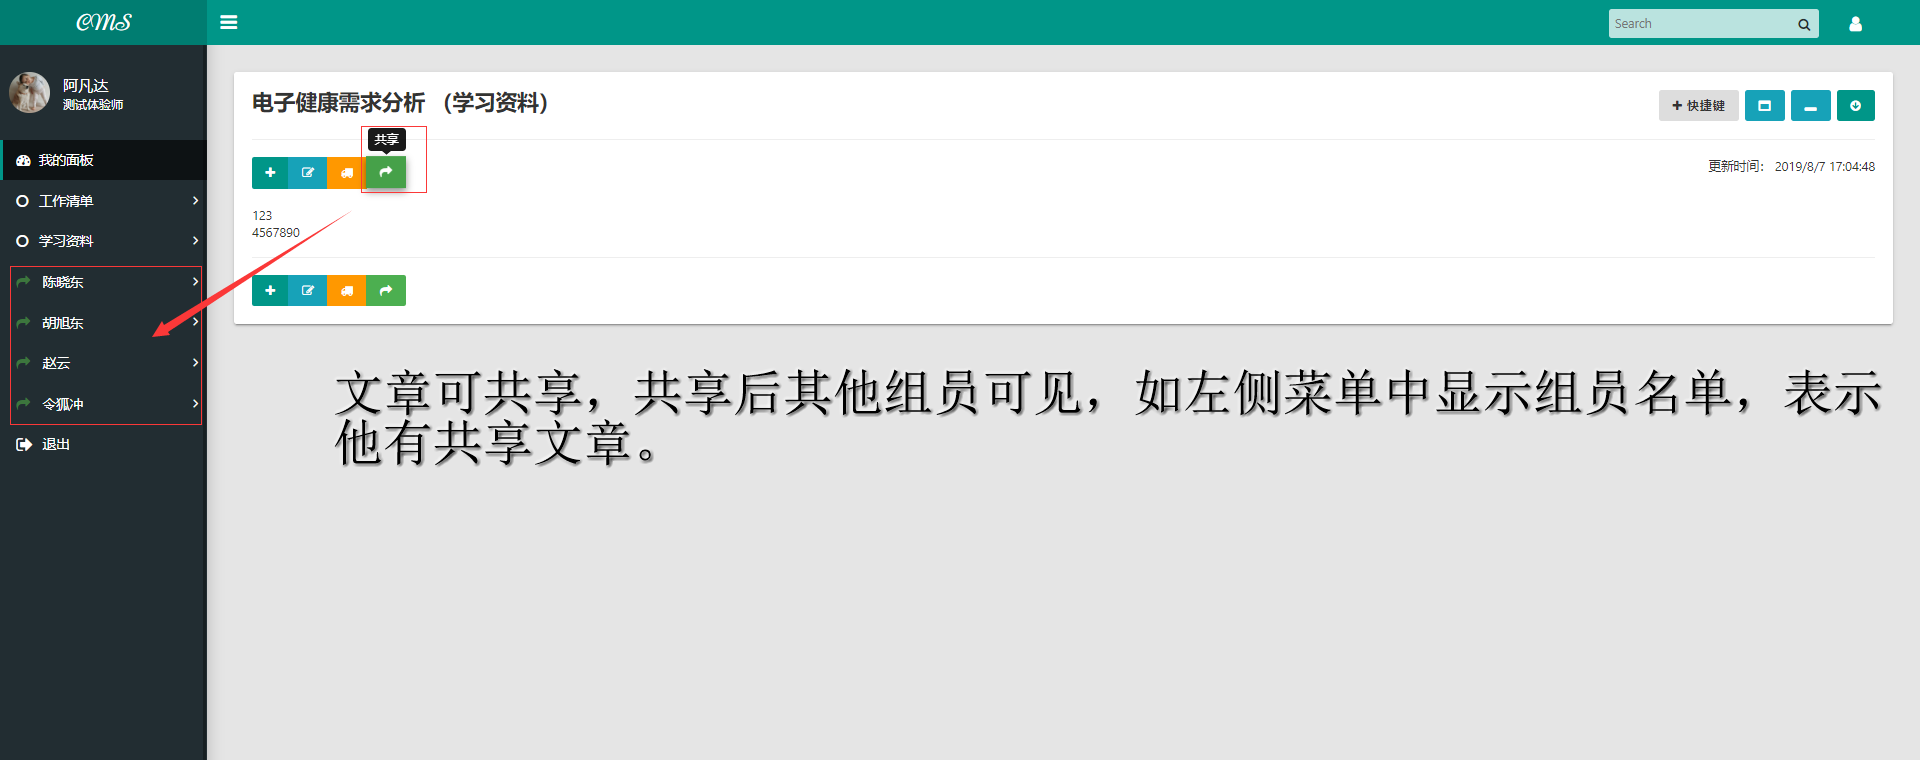 CMS
Search
阿凡达
测试体验师
我的面板
工作清单
学习资料
陈晓东
胡旭东
赵云
令狐冲
退出
电子健康需求分析 （学习资料）
快捷键
共享
更新时间： 2019/8/7 17:04:48
123
4567890
文章可共享，共享后其他组员可见，如左侧菜单中显示组员名单，表示
他有共享文章。